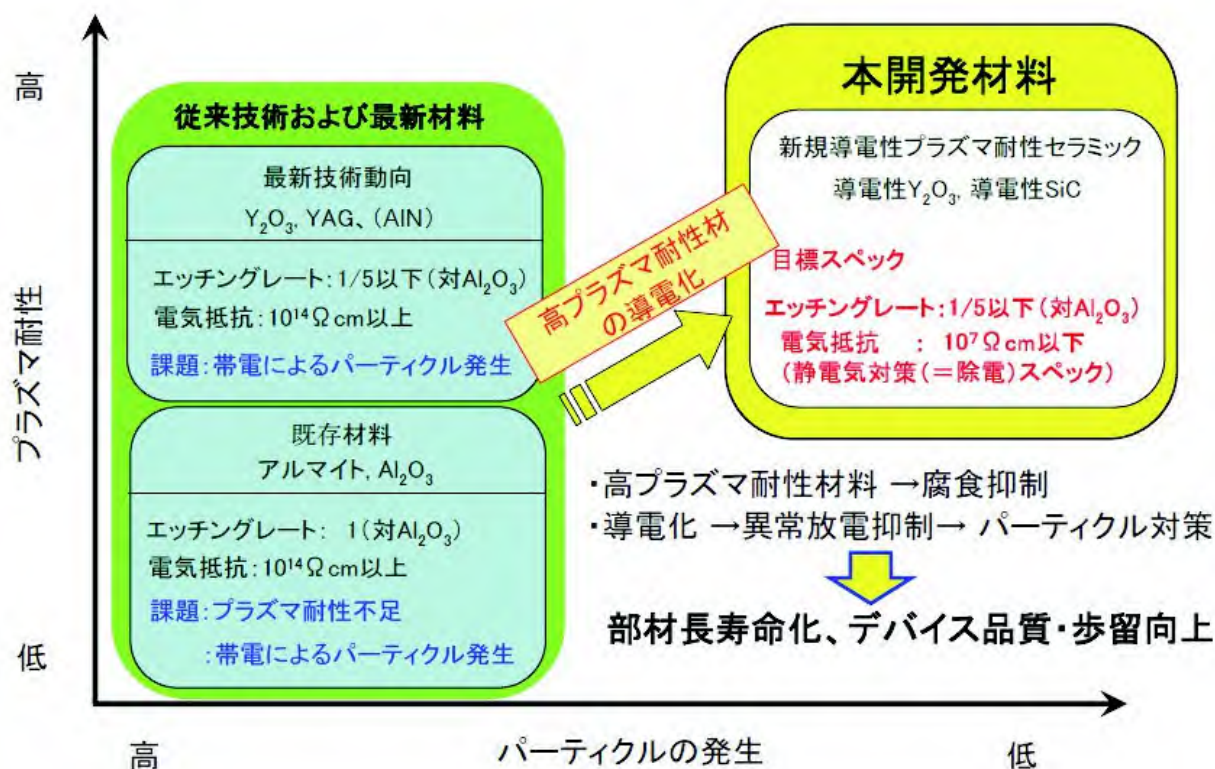 高
プラズマ耐性
低
従来技術および最新材料
最新技術動向
Y₂O₃, YAG、(AlN)
エッチングレート:1/5以下(対Al₂O₃)
電気抵抗:10¹⁴Ωcm以上
課題:帯電によるパーティクル発生
既存材料
アルマイト, Al₂O₃
エッチングレート: 1(対Al₂O₃)
電気抵抗:10¹⁴Ωcm以上
課題:プラズマ耐性不足
:帯電によるパーティクル発生
高プラズマ耐性材
の導電化
本開発材料
新規導電性プラズマ耐性セラミック
導電性Y₂O₃, 導電性SiC
目標スペック
エッチングレート:1/5以下(対Al₂O₃)
電気抵抗 : 10⁷Ωcm以下
(静電気対策(=除電)スペック)
・高プラズマ耐性材料 →腐食抑制
・導電化 →異常放電抑制→ パーティクル対策
部材長寿命化、デバイス品質・歩留向上
高
パーティクルの発生
低